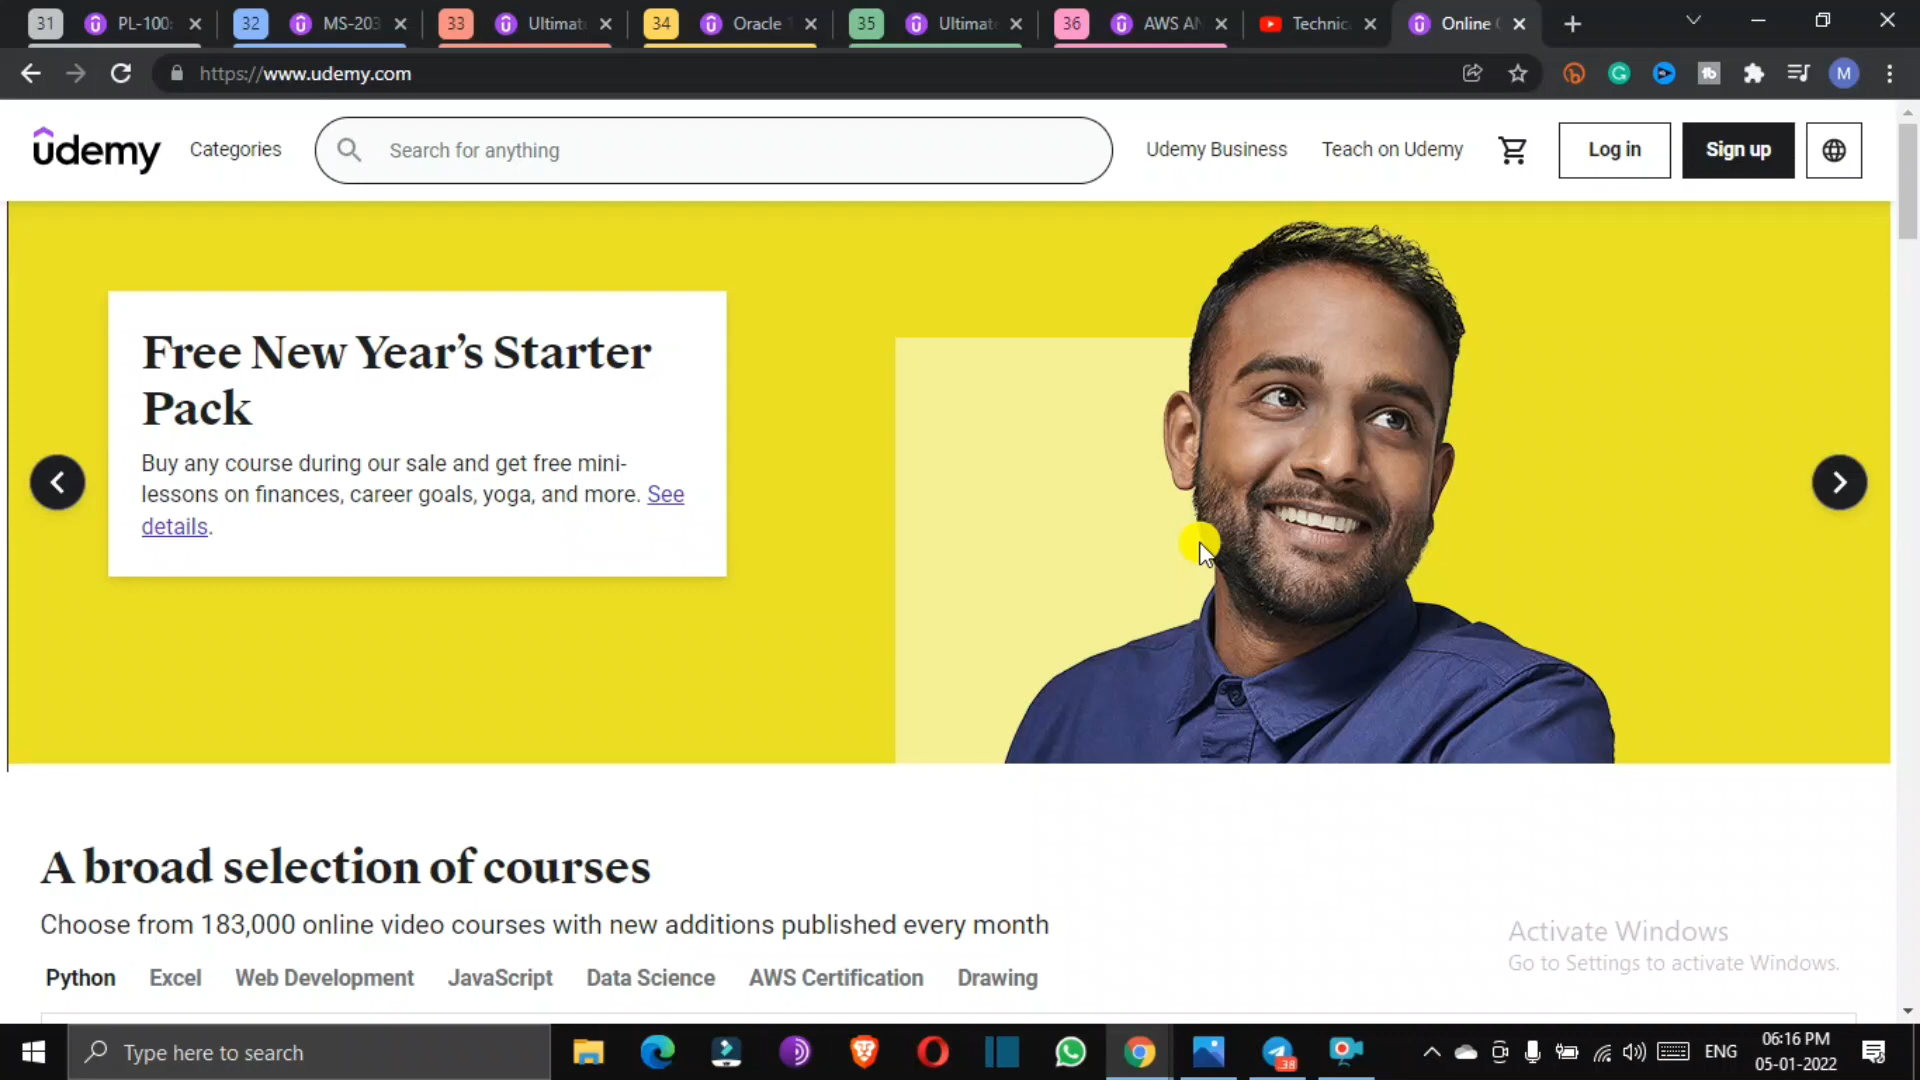 31 PL-100: 32 MS-203 33 Ultimat 34 Oracle 1 35 Ultimat 36 AWS AN Technic Online C
https://www.udemy.com
M
udemy Categories Search for anything Udemy Business Teach on Udemy Log in Sign up
Free New Year's Starter
Pack
Buy any course during our sale and get free mini-
lessons on finances, career goals, yoga, and more. See
details.
A broad selection of courses
Choose from 183,000 online video courses with new additions published every month
Python Excel Web Development JavaScript Data Science AWS Certification Drawing
Activate Windows
Go to Settings to activate Windows.
Type here to search
38
ENG
06:16 PM
05-01-2022